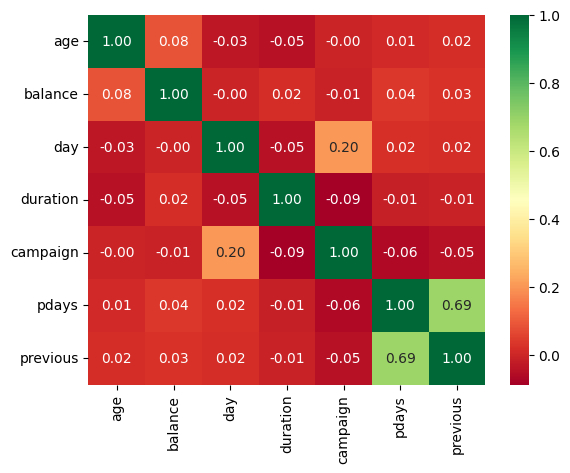 age 1.00 0.08 -0.03 -0.05 -0.00 0.01 0.02
balance 0.08 1.00 -0.00 0.02 -0.01 0.04 0.03
day -0.03 -0.00 1.00 -0.05 0.20 0.02 0.02
duration -0.05 0.02 -0.05 1.00 -0.09 -0.01 -0.01
campaign -0.00 -0.01 0.20 -0.09 1.00 -0.06 -0.05
pdays 0.01 0.04 0.02 -0.01 -0.06 1.00 0.69
previous 0.02 0.03 0.02 -0.01 -0.05 0.69 1.00
age balance day duration campaign pdays previous
1.0
0.8
0.6
0.4
0.2
0.0